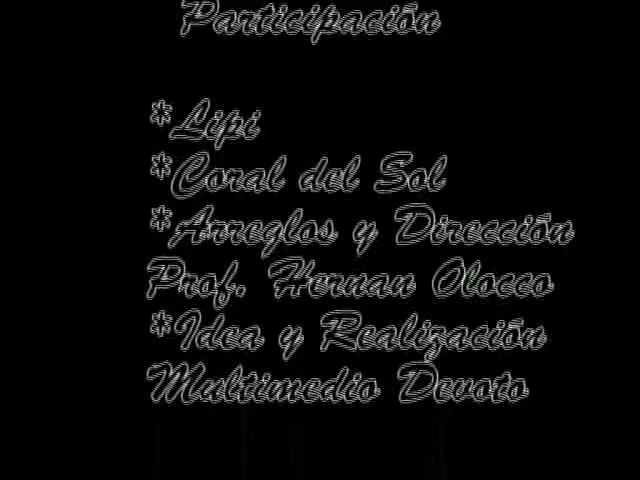 Participación
*Lipi
*Coral del Sol
*Arreglos y Dirección
Prof. Hernan Olocco
*Idea y Realización
Multimedio Devoto